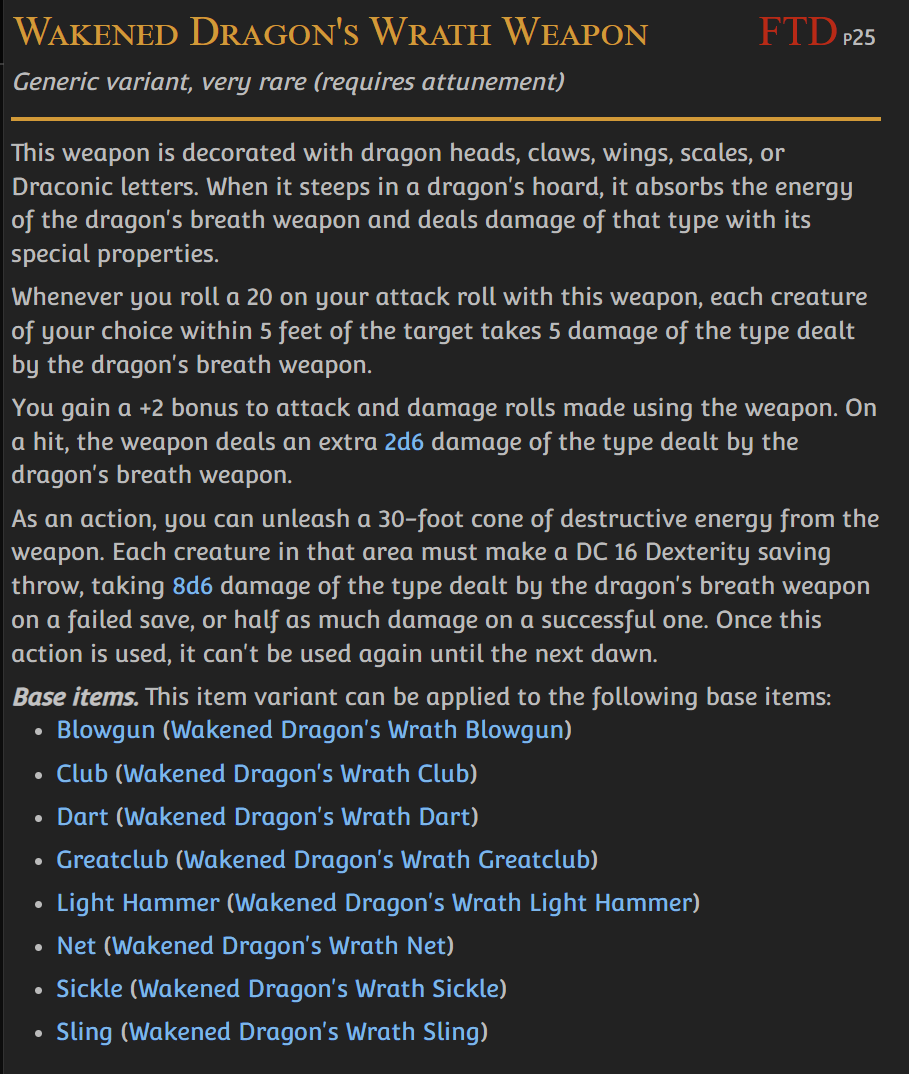 Wakened Dragon's Wrath Weapon FTD P25
Generic variant, very rare (requires attunement)
This weapon is decorated with dragon heads, claws, wings, scales, or
Draconic letters. When it steeps in a dragon's hoard, it absorbs the energy
of the dragon's breath weapon and deals damage of that type with its
special properties.
Whenever you roll a 20 on your attack roll with this weapon, each creature
of your choice within 5 feet of the target takes 5 damage of the type dealt
by the dragon's breath weapon.
You gain a +2 bonus to attack and damage rolls made using the weapon. On
a hit, the weapon deals an extra 2d6 damage of the type dealt by the
dragon's breath weapon.
As an action, you can unleash a 30-foot cone of destructive energy from the
weapon. Each creature in that area must make a DC 16 Dexterity saving
throw, taking 8d6 damage of the type dealt by the dragon's breath weapon
on a failed save, or half as much damage on a successful one. Once this
action is used, it can't be used again until the next dawn.
Base items. This item variant can be applied to the following base items:
• Blowgun (Wakened Dragon's Wrath Blowgun)
• Club (Wakened Dragon's Wrath Club)
• Dart (Wakened Dragon's Wrath Dart)
• Greatclub (Wakened Dragon's Wrath Greatclub)
• Light Hammer (Wakened Dragon's Wrath Light Hammer)
• Net (Wakened Dragon's Wrath Net)
• Sickle (Wakened Dragon's Wrath Sickle)
• Sling (Wakened Dragon's Wrath Sling)